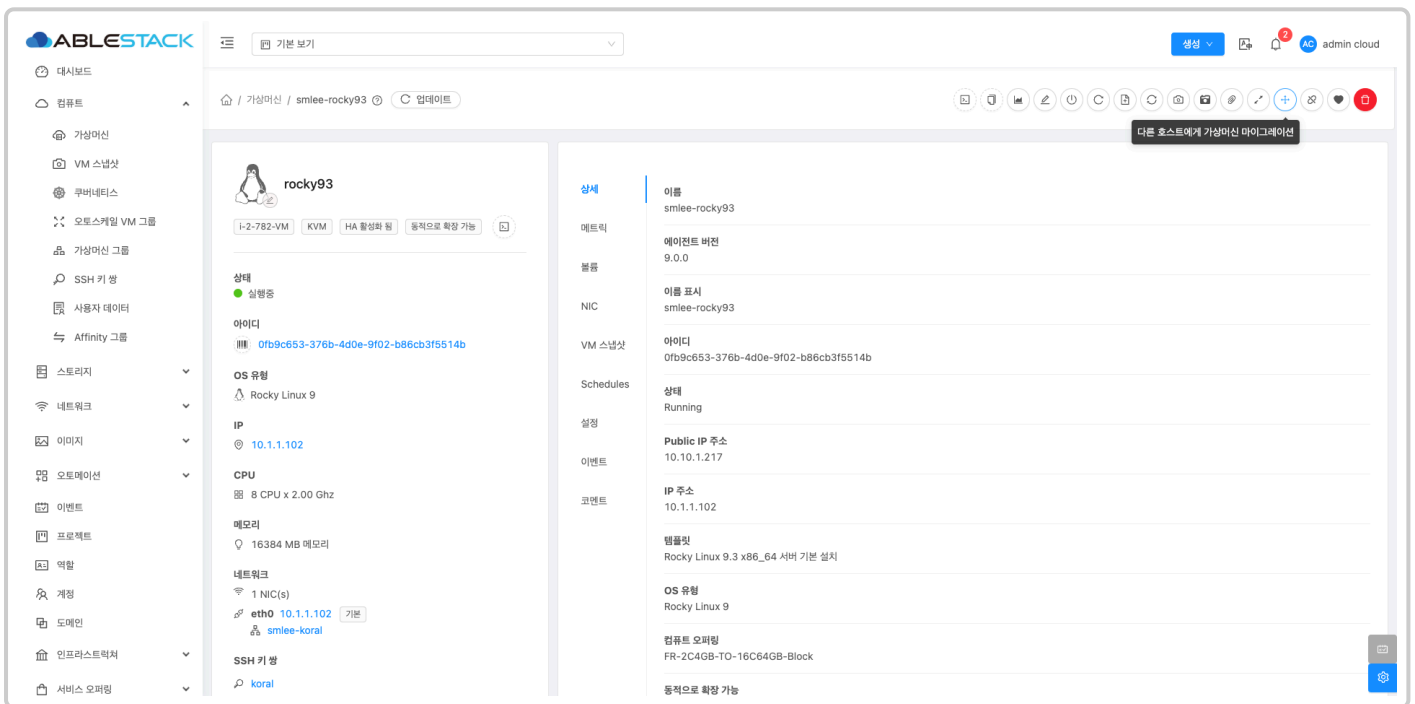 ABLESTACK
기본 보기
생성
2
AC
admin cloud
대시보드
컴퓨트
가상머신
VM 스냅샷
쿠버네티스
오토스케일 VM 그룹
가상머신 그룹
SSH 키 쌍
사용자 데이터
Affinity 그룹
스토리지
네트워크
이미지
오토메이션
이벤트
프로젝트
역할
계정
도메인
인프라스트럭쳐
서비스 오퍼링
/ 가상머신 / smlee-rocky93
업데이트
다른 호스트에게 가상머신 마이그레이션
rocky93
i-2-782-VM
KVM
HA 활성화 됨
동적으로 확장 가능
상태
실행중
아이디
0fb9c653-376b-4d0e-9f02-b86cb3f5514b
OS 유형
Rocky Linux 9
IP
10.1.1.102
CPU
8 CPU x 2.00 Ghz
메모리
16384 MB 메모리
네트워크
1 NIC(s)
eth0 10.1.1.102 기본
smlee-koral
SSH 키 쌍
koral
상세
메트릭
볼륨
NIC
VM 스냅샷
Schedules
설정
이벤트
코멘트
이름
smlee-rocky93
에이전트 버전
9.0.0
이름 표시
smlee-rocky93
아이디
0fb9c653-376b-4d0e-9f02-b86cb3f5514b
상태
Running
Public IP 주소
10.10.1.217
IP 주소
10.1.1.102
템플릿
Rocky Linux 9.3 x86_64 서버 기본 설치
OS 유형
Rocky Linux 9
컴퓨트 오퍼링
FR-2C4GB-TO-16C64GB-Block
동적으로 확장 가능